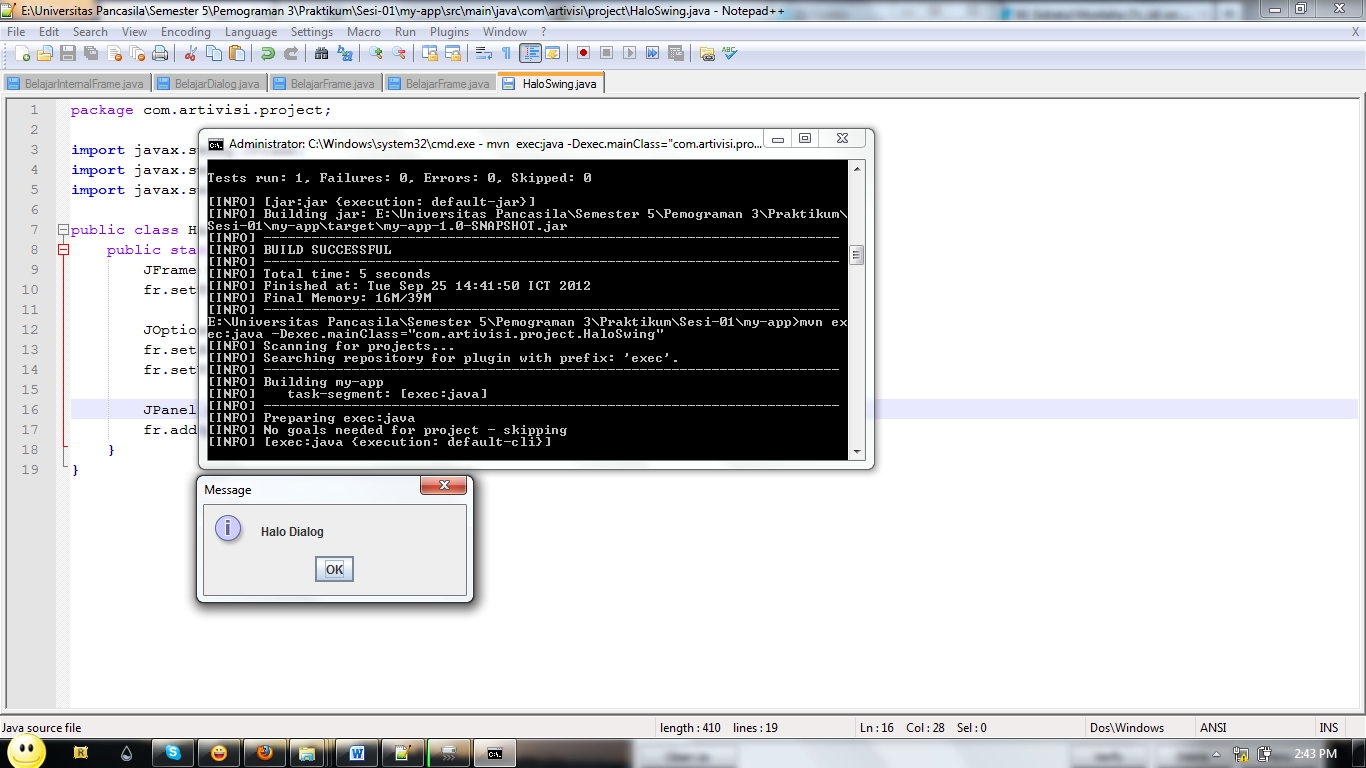 E:\Universitas Pancasila\Semester 5\Pemograman 3\Praktikum\Sesi-01\my-app\src\main\java\com\artivisi\project\HaloSwing.java - Notepad++
File Edit Search View Encoding Language Settings Macro Run Plugins Window ? X
BelajarInternalFrame.java BelajarDialog.java BelajarFrame.java BelajarFrame.java HaloSwing.java
1 package com.artivisi.project;
2
3 import javax.s
4 import javax.s
5 import javax.s
6
7 public class H
8 public sta
9 JFrame
10 fr.set
11
12 JOptio
13 fr.set
14 fr.set
15
16 JPanel
17 fr.add
18 }
19 }
Administrator: C:\Windows\system32\cmd.exe - mvn exec:java -Dexec.mainClass="com.artivisi.pro...
Tests run: 1, Failures: 0, Errors: 0, Skipped: 0
[INFO] [jar:jar {execution: default-jar}]
[INFO] Building jar: E:\Universitas Pancasila\Semester 5\Pemograman 3\Praktikum\
Sesi-01\my-app\target\my-app-1.0-SNAPSHOT.jar
[INFO] ------------------------------------------------------------------------
[INFO] BUILD SUCCESSFUL
[INFO] ------------------------------------------------------------------------
[INFO] Total time: 5 seconds
[INFO] Finished at: Tue Sep 25 14:41:50 ICT 2012
[INFO] Final Memory: 16M/39M
[INFO] ------------------------------------------------------------------------
E:\Universitas Pancasila\Semester 5\Pemograman 3\Praktikum\Sesi-01\my-app>mvn ex
ec:java -Dexec.mainClass="com.artivisi.project.HaloSwing"
[INFO] Scanning for projects...
[INFO] Searching repository for plugin with prefix: 'exec'.
[INFO] ------------------------------------------------------------------------
[INFO] Building my-app
[INFO]    task-segment: [exec:java]
[INFO] ------------------------------------------------------------------------
[INFO] Preparing exec:java
[INFO] No goals needed for project - skipping
[INFO] [exec:java {execution: default-cli}]
Message
Halo Dialog
OK
Java source file length : 410 lines : 19 Ln : 16 Col : 28 Sel : 0 Dos\Windows ANSI INS
2:43 PM